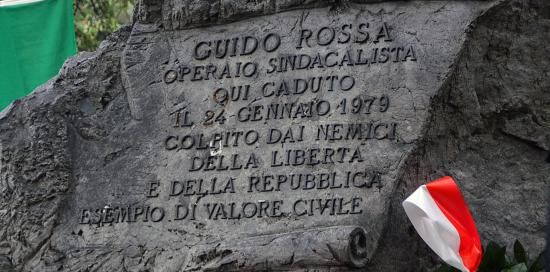 GUIDO ROSSA
OPERAIO SINDACALISTA
QUI CADUTO
IL 24 GENNAIO 1979
COLPITO DAI NEMICI
DELLA LIBERTA
E DELLA REPUBBLICA
ESEMPIO DI VALORE CIVILE